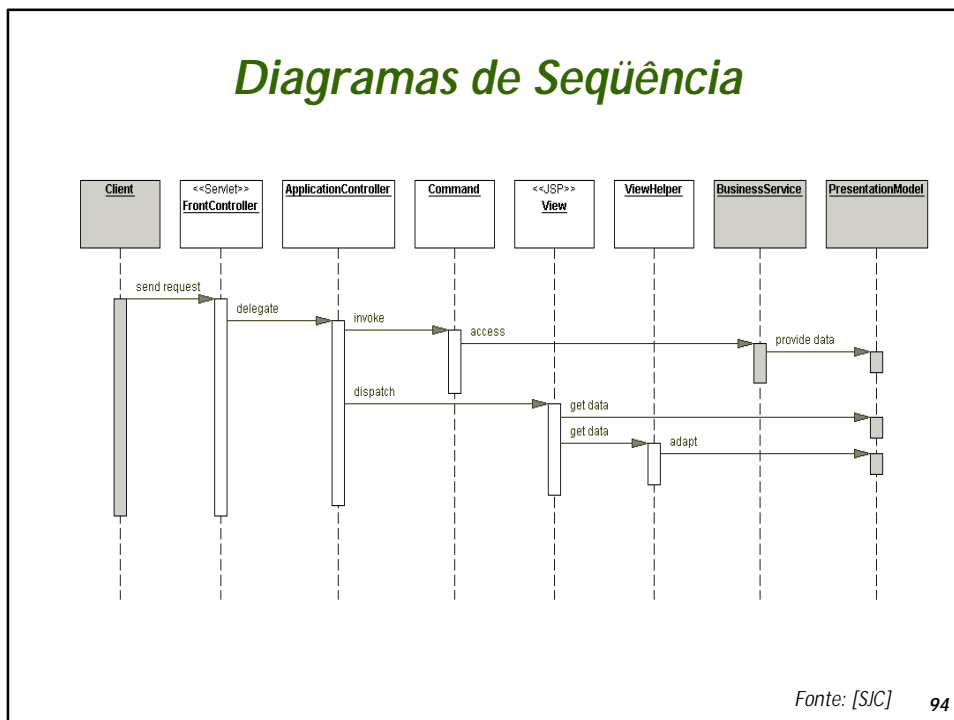 Diagramas de Seqüência
Client
<<Servlet>>
FrontController
ApplicationController
Command
<<JSP>>
View
ViewHelper
BusinessService
PresentationModel
send request
delegate
invoke
access
provide data
dispatch
get data
get data
adapt
Fonte: [SJC]
94